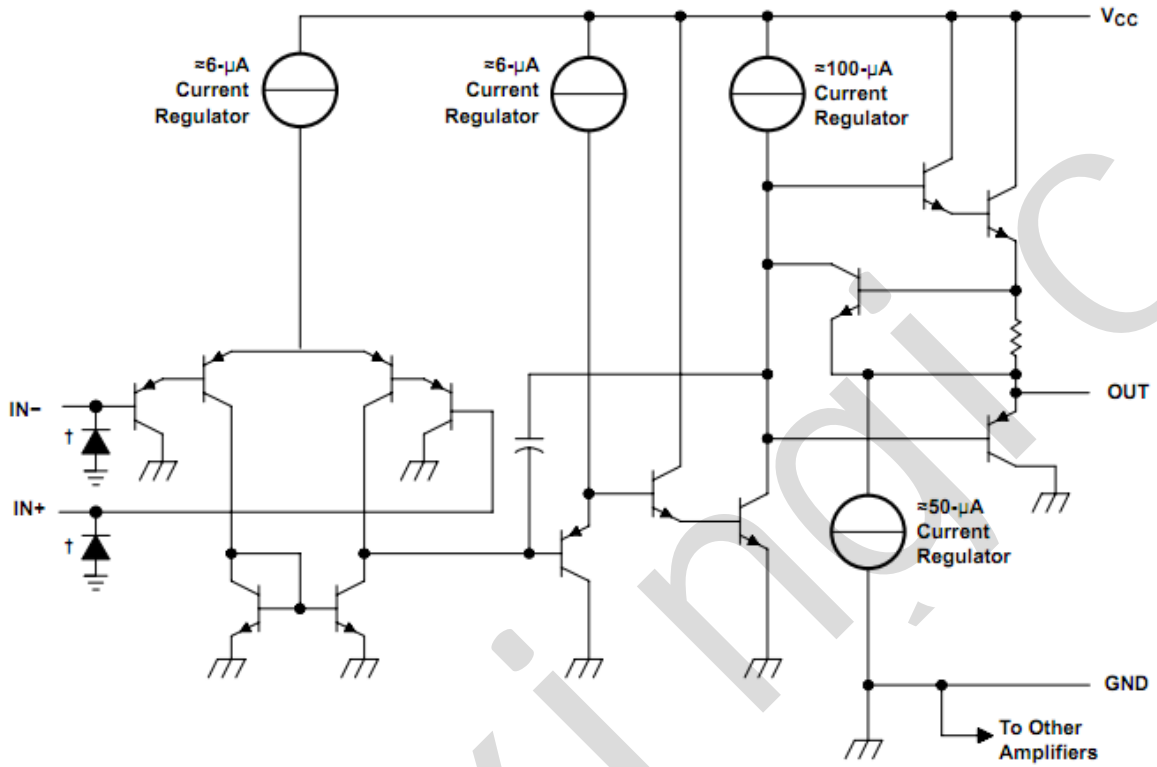 VCC
≈6-μA
Current
Regulator
≈6-μA
Current
Regulator
≈100-μA
Current
Regulator
IN−
†
OUT
IN+
†
≈50-μA
Current
Regulator
GND
To Other
Amplifiers